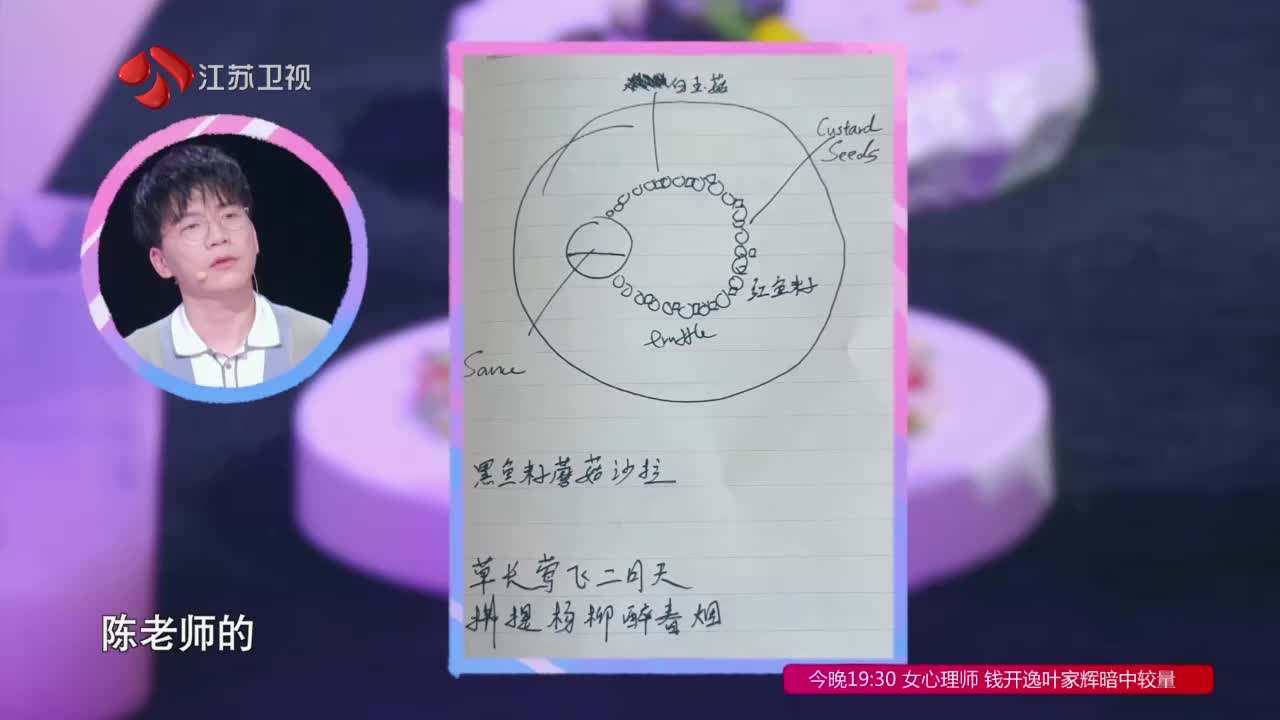 江苏卫视
白玉菇
Custard
Seeds
红鱼籽
truffle
黑鱼籽蘑菇沙拉
草长莺飞二月天
拂堤杨柳醉春烟
陈老师的
今晚19:30 女心理师 钱开逸叶家辉暗中较量